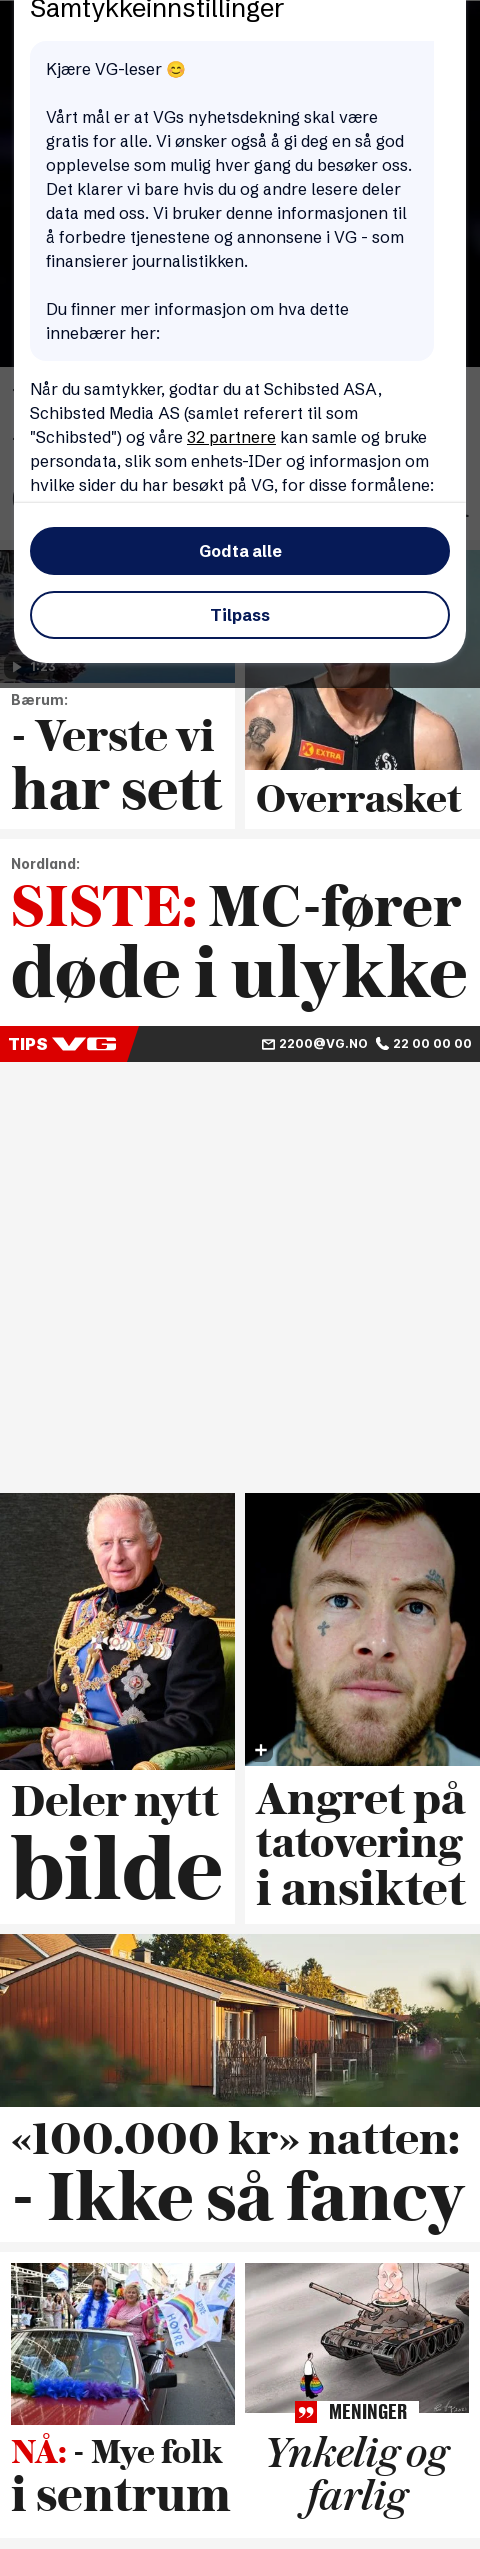 Samtykkeinnstillinger
Kjære VG-leser 😊
Vårt mål er at VGs nyhetsdekning skal være
gratis for alle. Vi ønsker også å gi deg en så god
opplevelse som mulig hver gang du besøker oss.
Det klarer vi bare hvis du og andre lesere deler
data med oss. Vi bruker denne informasjonen til
å forbedre tjenestene og annonsene i VG - som
finansierer journalistikken.
Du finner mer informasjon om hva dette
innebærer her:
Når du samtykker, godtar du at Schibsted ASA,
Schibsted Media AS (samlet referert til som
"Schibsted") og våre 32 partnere kan samle og bruke
persondata, slik som enhets-IDer og informasjon om
hvilke sider du har besøkt på VG, for disse formålene:
Godta alle
Tilpass
1:23
EXTRA
Bærum:
- Verste vi
har sett
Overrasket
Nordland:
SISTE: MC-fører
døde i ulykke
TIPS VG 2200@VG.NO 22 00 00 00
Deler nytt
bilde
Angret på
tatovering
i ansiktet
«100.000 kr» natten:
- Ikke så fancy
HØYRE
NÅ: - Mye folk
i sentrum
MENINGER
Ynkelig og
farlig